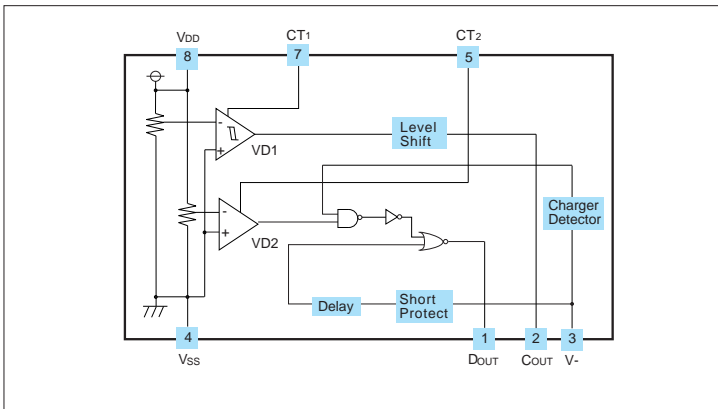 VDD
8
CT1
7
CT2
5
-
+
VD1
Level
Shift
-
+
VD2
Charger
Detector
Delay
Short
Protect
4
VSS
1
DOUT
2
COUT
3
V-